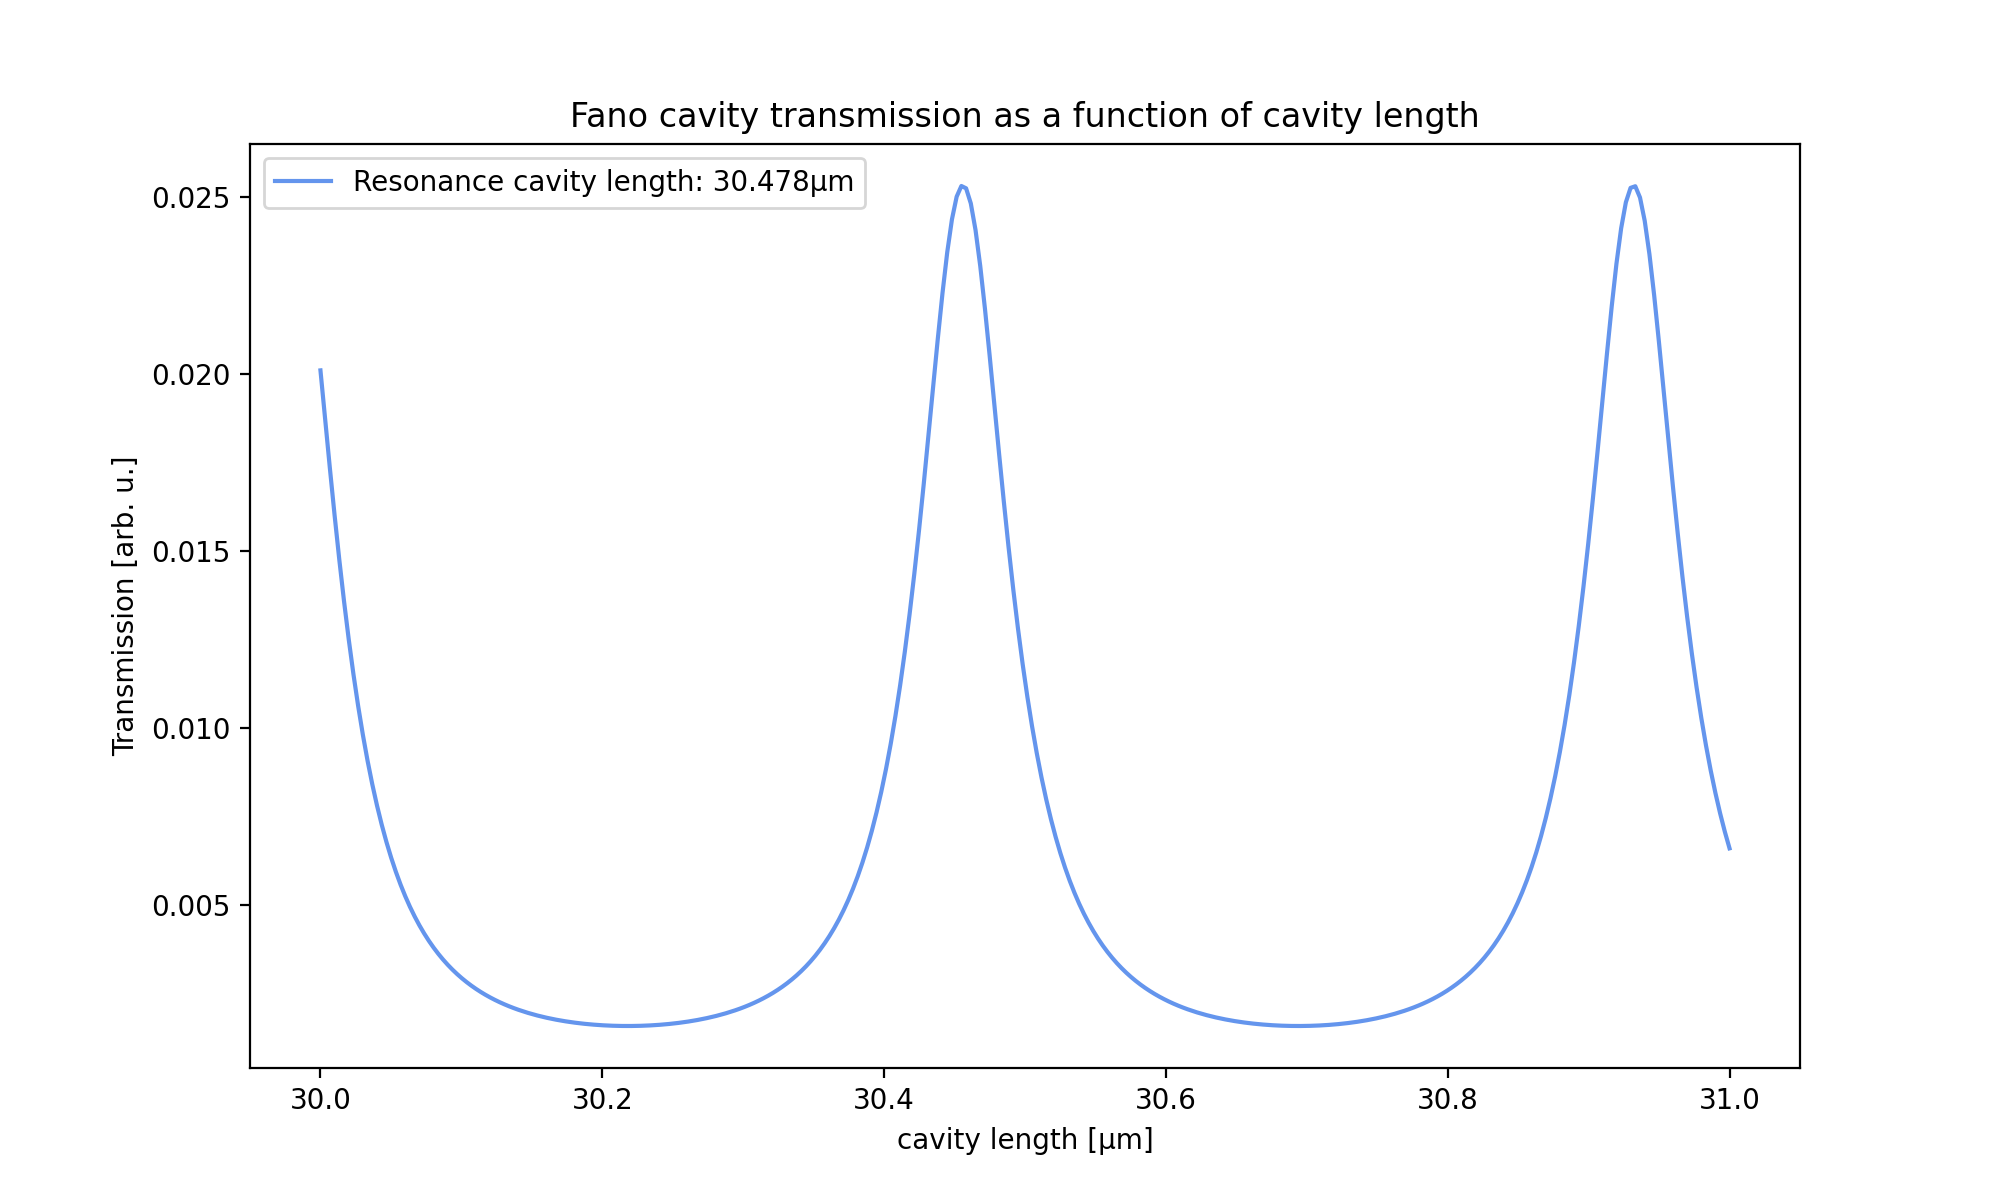 Fano cavity transmission as a function of cavity length
Resonance cavity length: 30.478μm
0.025
0.020
0.015
0.010
0.005
Transmission [arb. u.]
30.0 30.2 30.4 30.6 30.8 31.0
cavity length [μm]